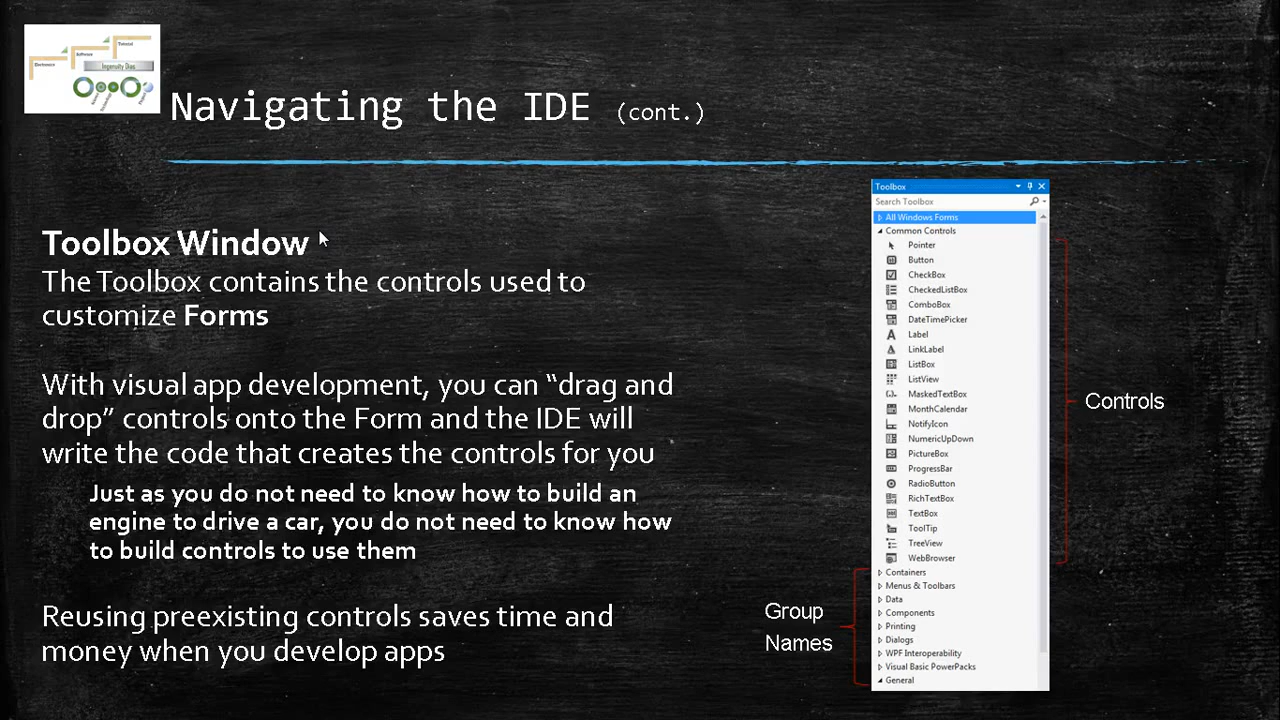 Electronics
Software
Tutorial
Ingenuity Dias
Navigating the IDE (cont.)
Toolbox Window
The Toolbox contains the controls used to
customize Forms
With visual app development, you can “drag and
drop” controls onto the Form and the IDE will
write the code that creates the controls for you
Just as you do not need to know how to build an
engine to drive a car, you do not need to know how
to build controls to use them
Reusing preexisting controls saves time and
money when you develop apps
Toolbox
Search Toolbox
All Windows Forms
Common Controls
Pointer
Button
CheckBox
CheckedListBox
ComboBox
DateTimePicker
Label
LinkLabel
ListBox
ListView
MaskedTextBox
MonthCalendar
NotifyIcon
NumericUpDown
PictureBox
ProgressBar
RadioButton
RichTextBox
TextBox
ToolTip
TreeView
WebBrowser
Containers
Menus & Toolbars
Data
Components
Printing
Dialogs
WPF Interoperability
Visual Basic PowerPacks
General
Controls
Group
Names